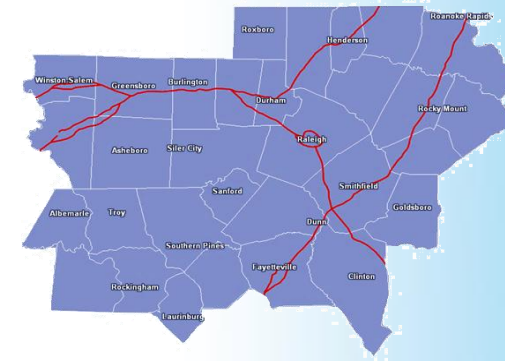 Roanoke Rapids
Roxboro
Henderson
Winston-Salem
Greensboro
Burlington
Durham
Rocky Mount
Raleigh
Asheboro
Siler City
Smithfield
Sanford
Goldsboro
Albemarle
Troy
Dunn
Southern Pines
Fayetteville
Clinton
Rockingham
Laurinburg